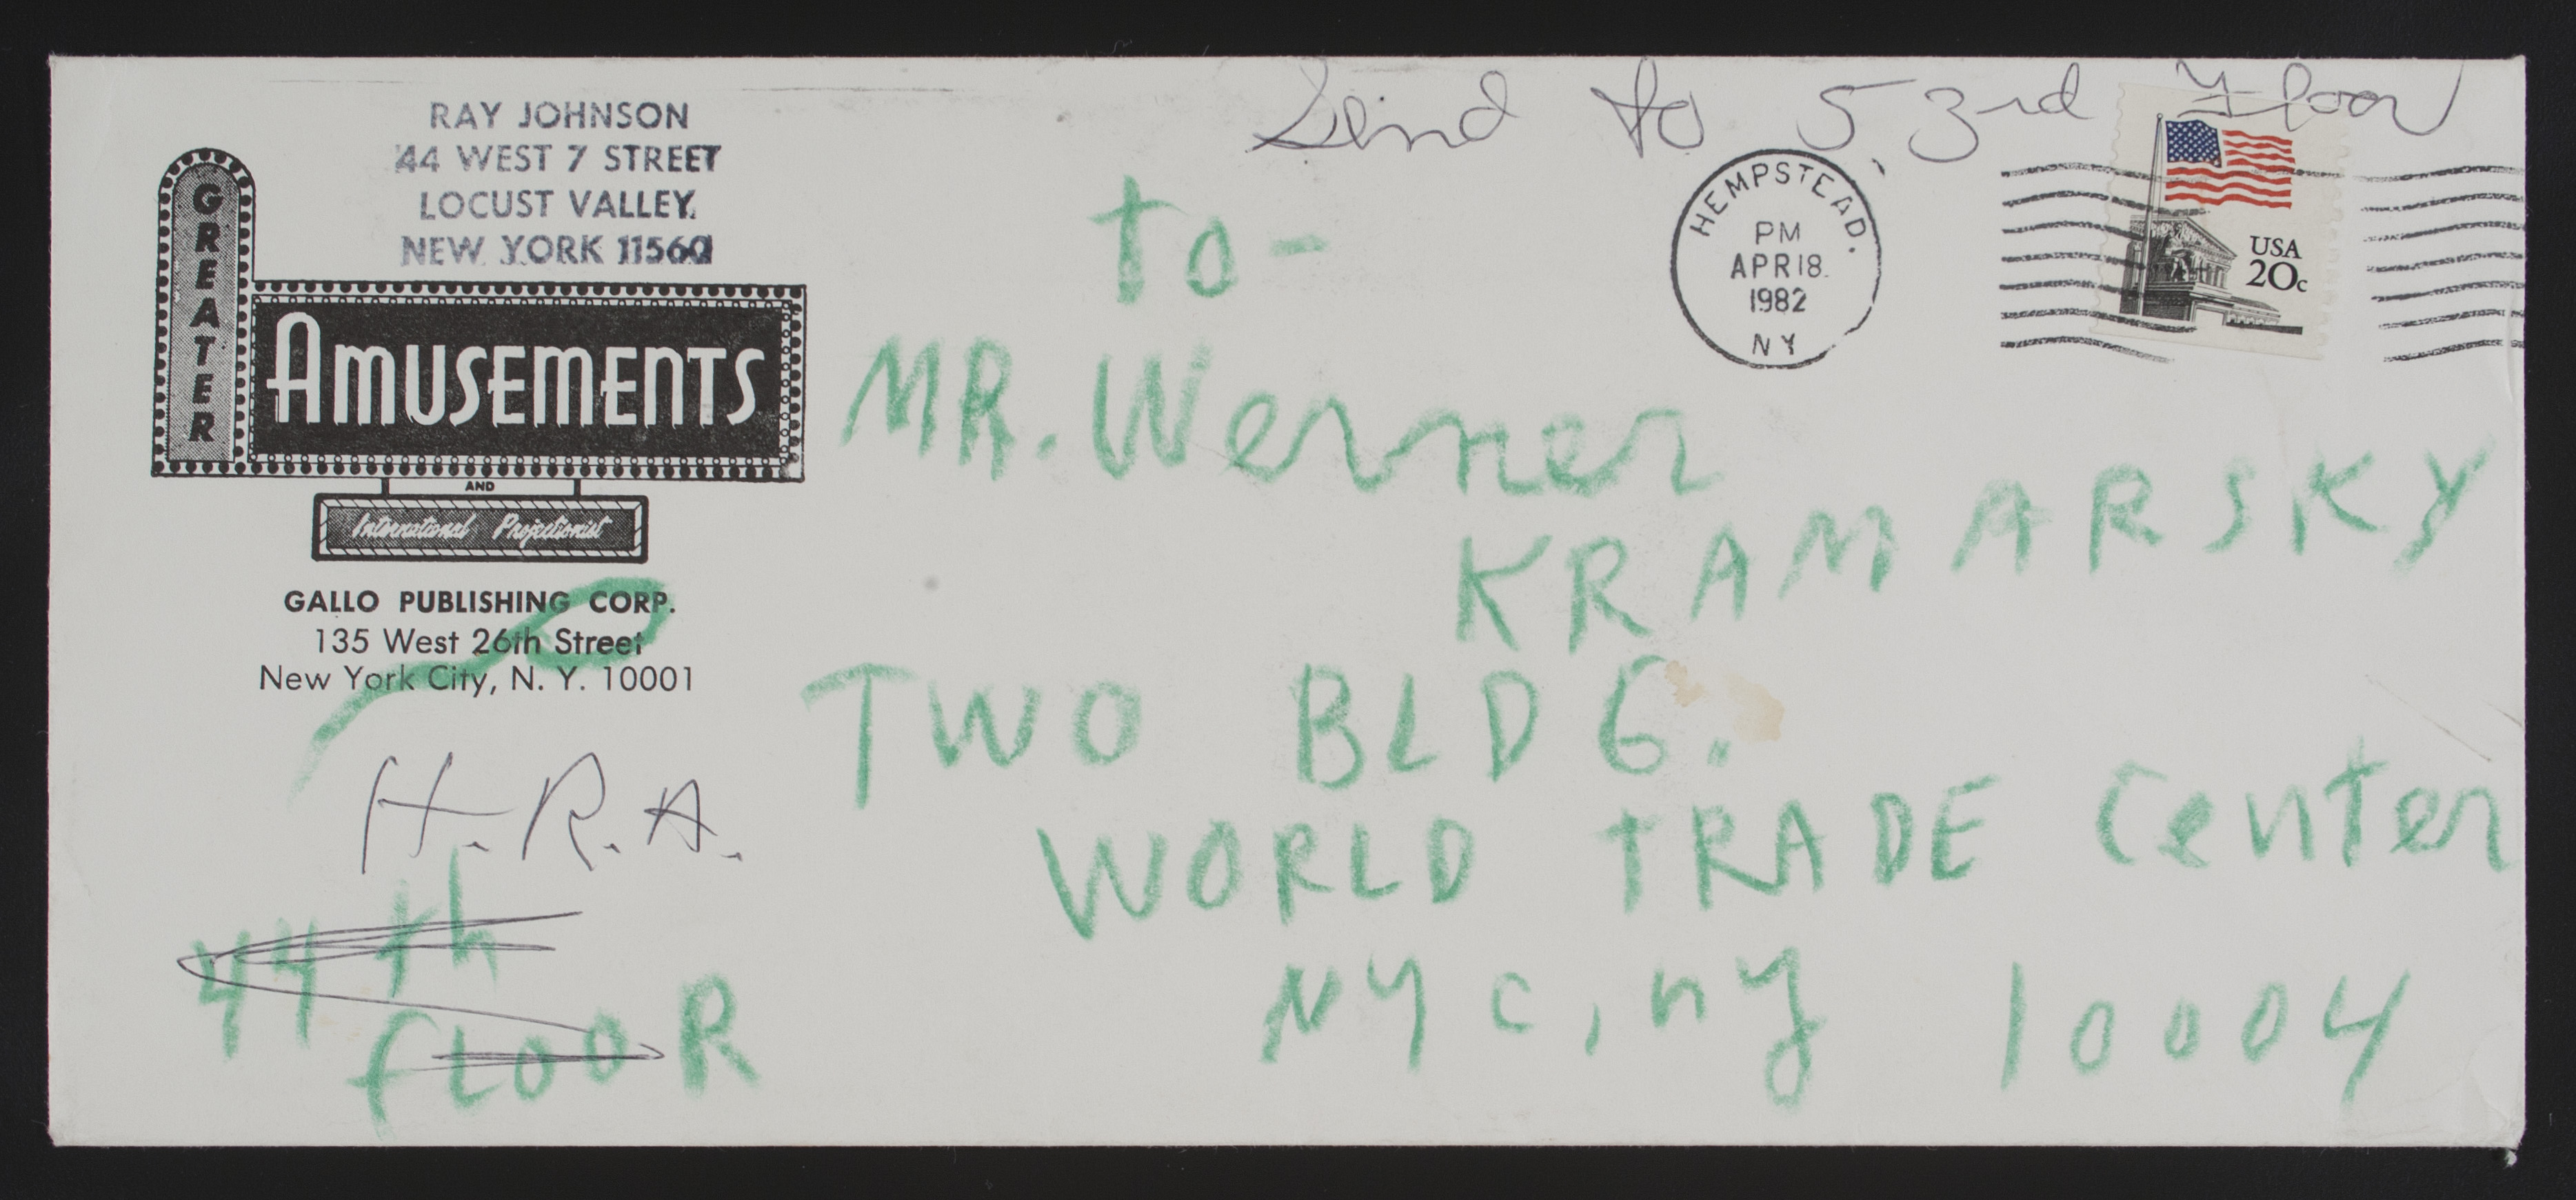 Send to 53rd Floor
RAY JOHNSON
44 WEST 7 STREET
LOCUST VALLEY,
NEW YORK 11560
GREATER
AMUSEMENTS
AND
International Projectionist
GALLO PUBLISHING CORP.
135 West 26th Street
New York City, N. Y. 10001
HEMPSTEAD.
PM
APR 18
1982
NY
USA
20c
to-
MR. Werner
KRAMARSKY
TWO BLDG.
WORLD TRADE Center
NYC, ny 10004
H.R.A.
44th
flooR